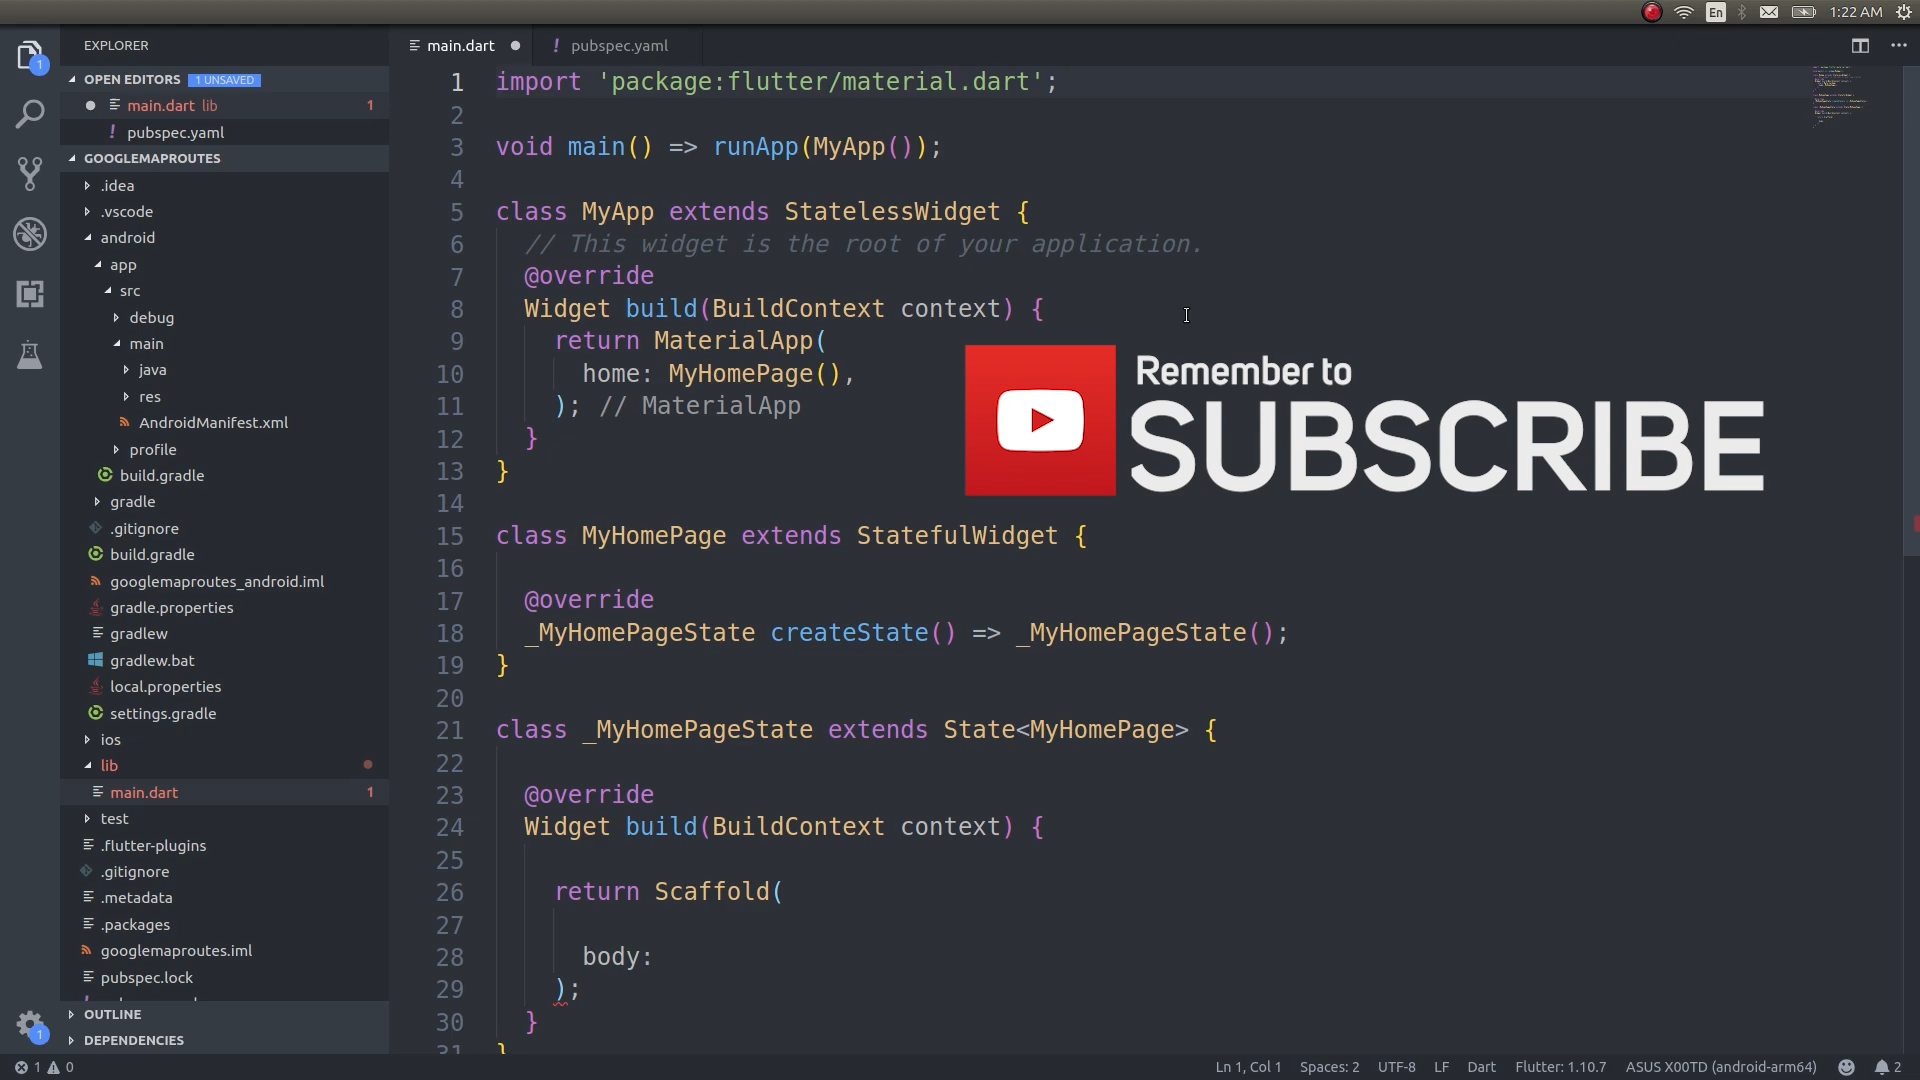 En 1:22 AM
EXPLORER
main.dart
pubspec.yaml
OPEN EDITORS 1 UNSAVED
main.dart lib 1
pubspec.yaml
GOOGLEMAPROUTES
.idea
.vscode
android
app
src
debug
main
java
res
AndroidManifest.xml
profile
build.gradle
gradle
.gitignore
build.gradle
googlemaproutes_android.iml
gradle.properties
gradlew
gradlew.bat
local.properties
settings.gradle
ios
lib
main.dart 1
test
.flutter-plugins
.gitignore
.metadata
.packages
googlemaproutes.iml
pubspec.lock
OUTLINE
DEPENDENCIES
1
1
1 import 'package:flutter/material.dart';
2
3 void main() => runApp(MyApp());
4
5 class MyApp extends StatelessWidget {
6 // This widget is the root of your application.
7 @override
8 Widget build(BuildContext context) {
9 return MaterialApp(
10 home: MyHomePage(),
11 ); // MaterialApp
12 }
13 }
14
15 class MyHomePage extends StatefulWidget {
16
17 @override
18 _MyHomePageState createState() => _MyHomePageState();
19 }
20
21 class _MyHomePageState extends State<MyHomePage> {
22
23 @override
24 Widget build(BuildContext context) {
25
26 return Scaffold(
27
28 body:
29 );
30 }
31 }
Remember to
SUBSCRIBE
1 0 Ln 1, Col 1 Spaces: 2 UTF-8 LF Dart Flutter: 1.10.7 ASUS X00TD (android-arm64) 2